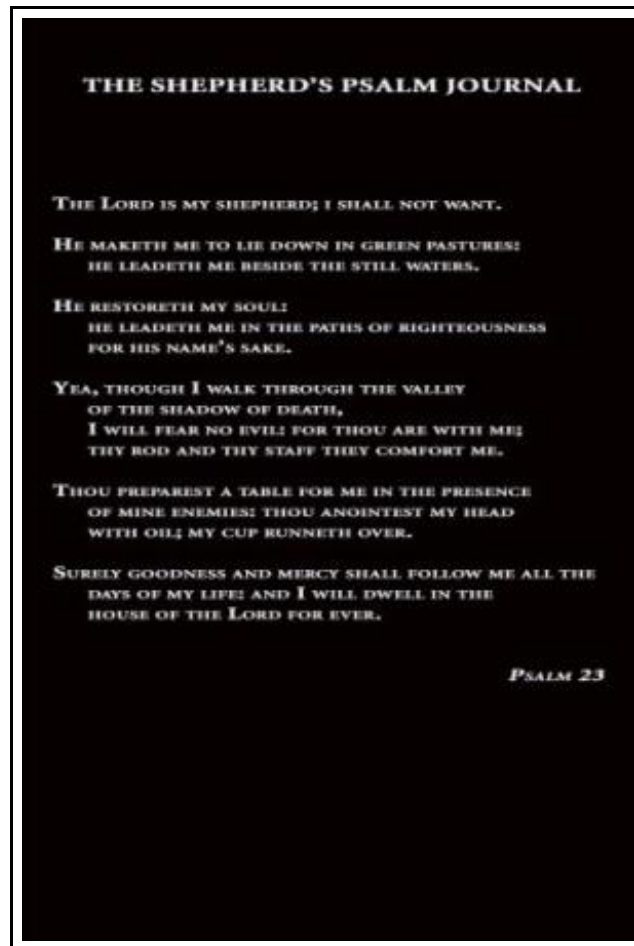 THE SHEPHERD'S PSALM JOURNAL
THE LORD IS MY SHEPHERD; I SHALL NOT WANT.
HE MAKETH ME TO LIE DOWN IN GREEN PASTURES:
HE LEADETH ME BESIDE THE STILL WATERS.
HE RESTORETH MY SOUL:
HE LEADETH ME IN THE PATHS OF RIGHTEOUSNESS
FOR HIS NAME'S SAKE.
YEA, THOUGH I WALK THROUGH THE VALLEY
OF THE SHADOW OF DEATH,
I WILL FEAR NO EVIL: FOR THOU ARE WITH ME;
THY ROD AND THY STAFF THEY COMFORT ME.
THOU PREPAREST A TABLE FOR ME IN THE PRESENCE
OF MINE ENEMIES: THOU ANOINTEST MY HEAD
WITH OIL; MY CUP RUNNETH OVER.
SURELY GOODNESS AND MERCY SHALL FOLLOW ME ALL THE
DAYS OF MY LIFE: AND I WILL DWELL IN THE
HOUSE OF THE LORD FOR EVER.
PSALM 23